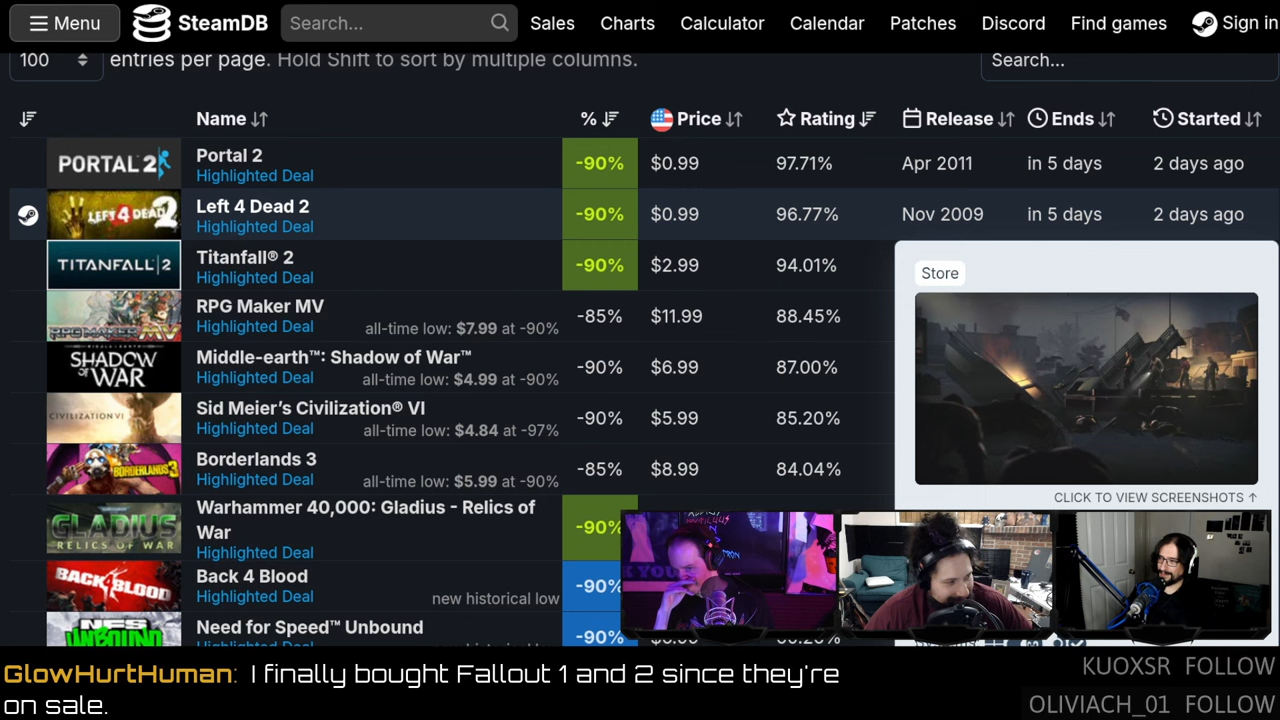 Menu SteamDB Search... Sales Charts Calculator Calendar Patches Discord Find games Sign in
100 entries per page. Hold Shift to sort by multiple columns. Search...
Name % Price Rating Release Ends Started
PORTAL 2 Portal 2 -90% $0.99 97.71% Apr 2011 in 5 days 2 days ago
Highlighted Deal
LEFT 4 DEAD 2 Left 4 Dead 2 -90% $0.99 96.77% Nov 2009 in 5 days 2 days ago
Highlighted Deal
TITANFALL 2 Titanfall® 2 -90% $2.99 94.01%
Highlighted Deal
Store
RPG MAKER MV RPG Maker MV -85% $11.99 88.45%
Highlighted Deal all-time low: $7.99 at -90%
SHADOW OF WAR Middle-earth™: Shadow of War™ -90% $6.99 87.00%
Highlighted Deal all-time low: $4.99 at -90%
CIVILIZATION VI Sid Meier's Civilization® VI -90% $5.99 85.20%
Highlighted Deal all-time low: $4.84 at -97%
BORDERLANDS 3 Borderlands 3 -85% $8.99 84.04%
Highlighted Deal all-time low: $5.99 at -90%
CLICK TO VIEW SCREENSHOTS ↑
GLADIUS RELICS OF WAR Warhammer 40,000: Gladius - Relics of
War -90%
Highlighted Deal
BACK 4 BLOOD Back 4 Blood -90%
Highlighted Deal new historical low
NFS UNBOUND Need for Speed™ Unbound -90%
GlowHurtHuman: I finally bought Fallout 1 and 2 since they're
on sale.
KUOXSR FOLLOW
OLIVIACH_01 FOLLOW